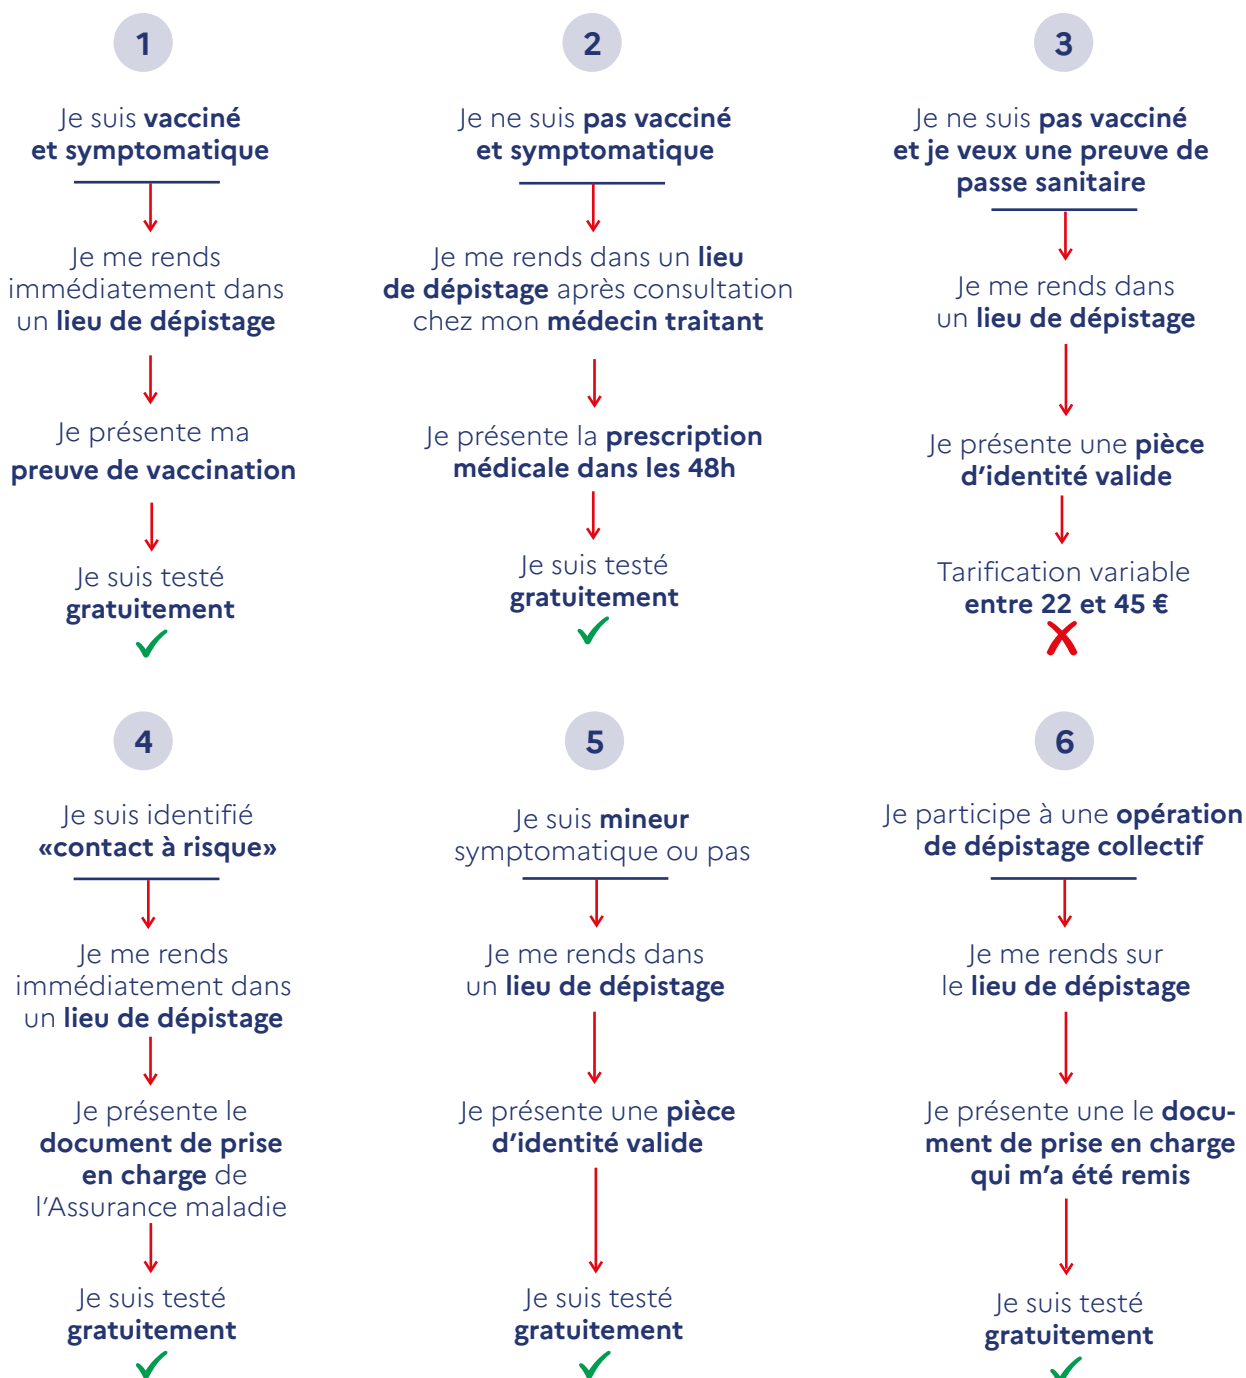 1
Je suis vacciné
et symptomatique
Je me rends
immédiatement dans
un lieu de dépistage
Je présente ma
preuve de vaccination
Je suis testé
gratuitement
2
Je ne suis pas vacciné
et symptomatique
Je me rends dans un lieu
de dépistage après consultation
chez mon médecin traitant
Je présente la prescription
médicale dans les 48h
Je suis testé
gratuitement
3
Je ne suis pas vacciné
et je veux une preuve de
passe sanitaire
Je me rends dans
un lieu de dépistage
Je présente une pièce
d'identité valide
Tarification variable
entre 22 et 45 €
4
Je suis identifié
«contact à risque»
Je me rends
immédiatement dans
un lieu de dépistage
Je présente le
document de prise
en charge de
l'Assurance maladie
Je suis testé
gratuitement
5
Je suis mineur
symptomatique ou pas
Je me rends dans
un lieu de dépistage
Je présente une pièce
d'identité valide
Je suis testé
gratuitement
6
Je participe à une opération
de dépistage collectif
Je me rends sur
le lieu de dépistage
Je présente une le docu-
ment de prise en charge
qui m'a été remis
Je suis testé
gratuitement